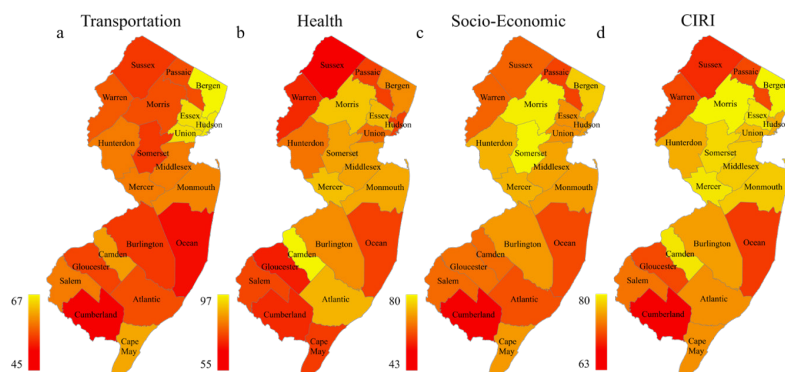 a Transportation
b Health
c Socio-Economic
d CIRI
Sussex
Passaic
Bergen
Warren
Morris
Essex
Hudson
Union
Hunterdon
Somerset
Middlesex
Mercer
Monmouth
Ocean
Burlington
Camden
Gloucester
Salem
Atlantic
Cumberland
Cape
May
67
45
Sussex
Passaic
Bergen
Warren
Morris
Essex
Hudson
Union
Hunterdon
Somerset
Middlesex
Mercer
Monmouth
Ocean
Burlington
Camden
Gloucester
Salem
Atlantic
Cumberland
Cape
May
97
55
Sussex
Passaic
Bergen
Warren
Morris
Essex
Hudson
Union
Hunterdon
Somerset
Middlesex
Mercer
Monmouth
Ocean
Burlington
Camden
Gloucester
Salem
Atlantic
Cumberland
Cape
May
80
43
Sussex
Passaic
Bergen
Warren
Morris
Essex
Hudson
Union
Hunterdon
Somerset
Middlesex
Mercer
Monmouth
Ocean
Burlington
Camden
Gloucester
Salem
Atlantic
Cumberland
Cape
May
80
63